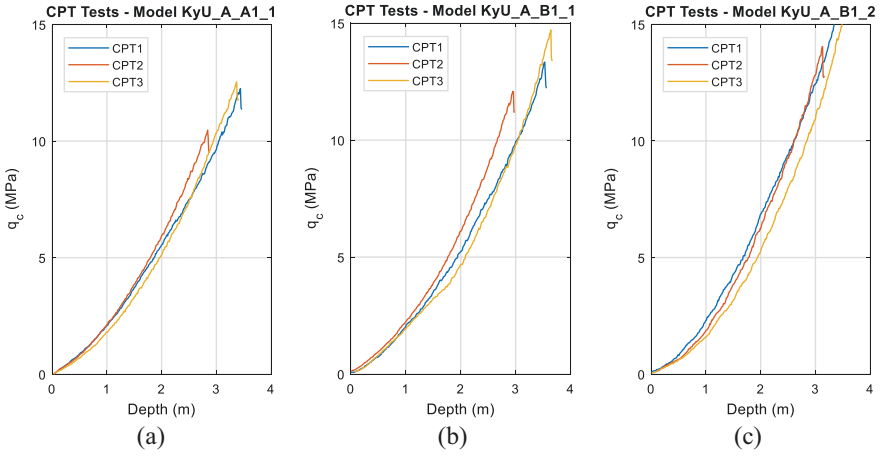 CPT Tests - Model KyU_A_A1_1
15
10
5
0
q_c (MPa)
CPT1
CPT2
CPT3
0 1 2 3 4
Depth (m)
(a)
CPT Tests - Model KyU_A_B1_1
15
10
5
0
q_c (MPa)
CPT1
CPT2
CPT3
0 1 2 3 4
Depth (m)
(b)
CPT Tests - Model KyU_A_B1_2
15
10
5
0
q_c (MPa)
CPT1
CPT2
CPT3
0 1 2 3 4
Depth (m)
(c)